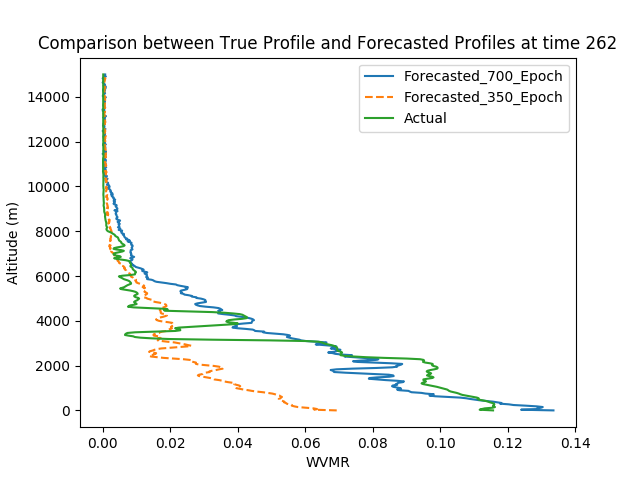 Comparison between True Profile and Forecasted Profiles at time 262
Forecasted_700_Epoch
Forecasted_350_Epoch
Actual
Altitude (m)
14000
12000
10000
8000
6000
4000
2000
0
0.00 0.02 0.04 0.06 0.08 0.10 0.12 0.14
WVMR